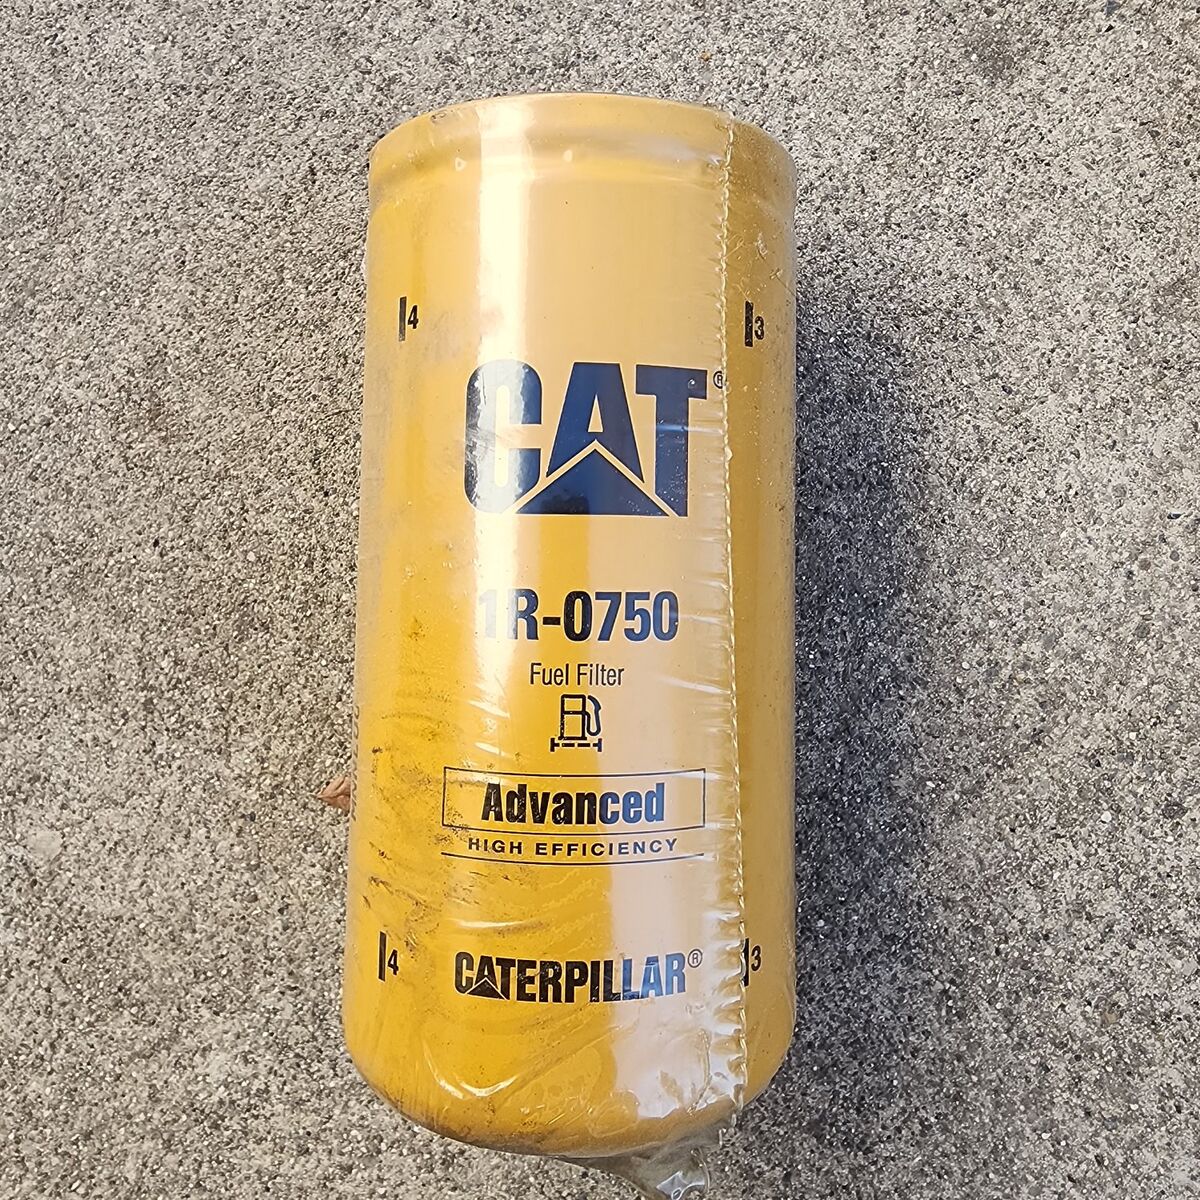 4 3
CAT®
1R-0750
Fuel Filter
Advanced
HIGH EFFICIENCY
4 CATERPILLAR® 3